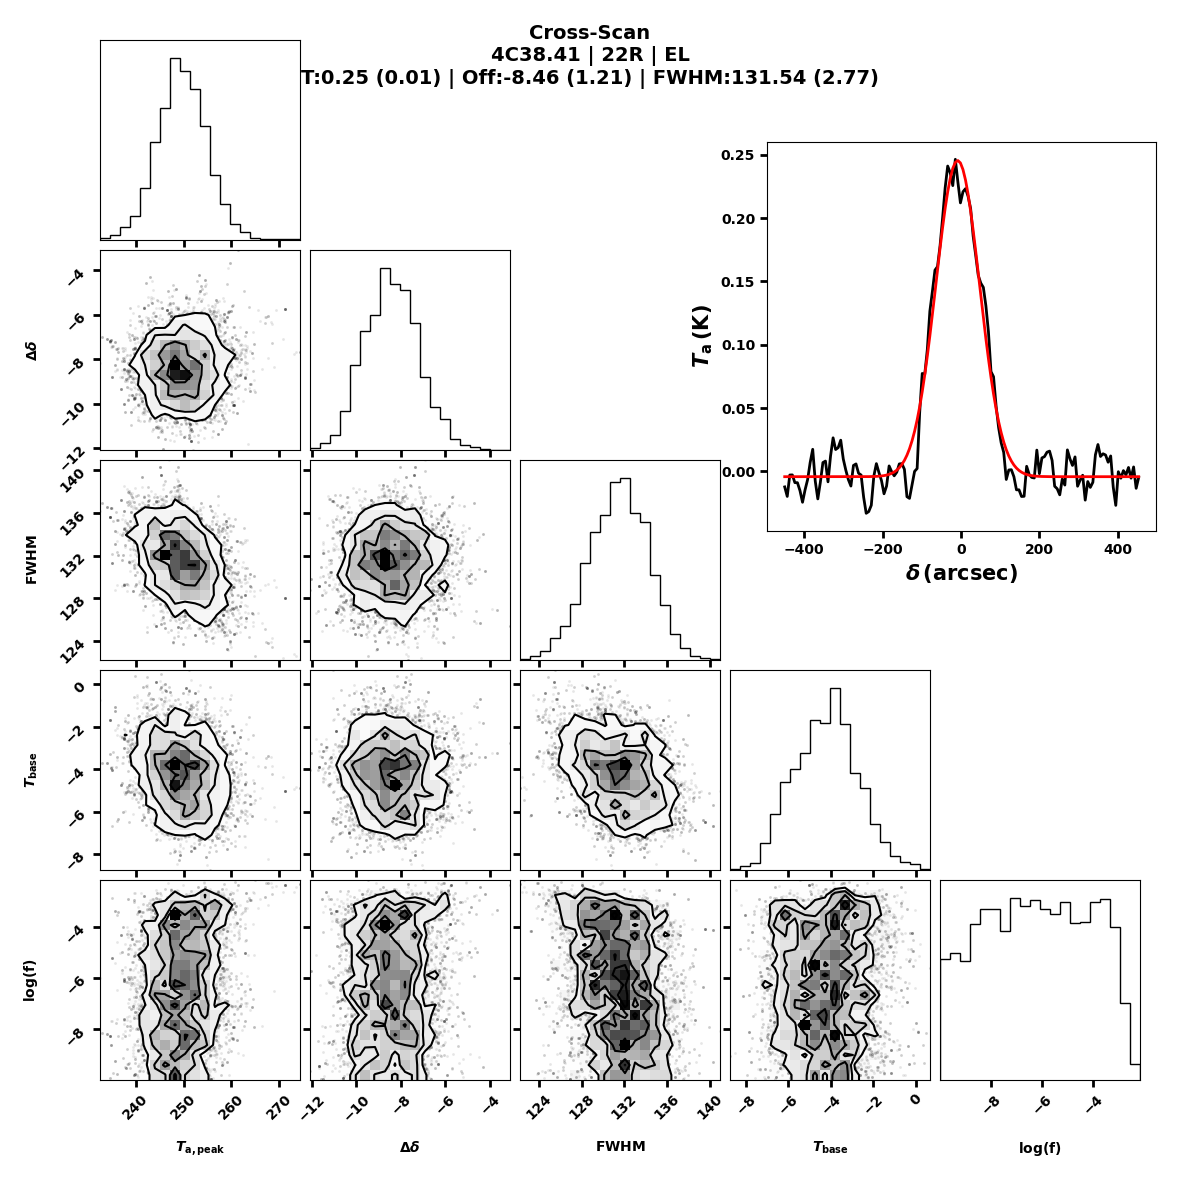 Cross-Scan
4C38.41 | 22R | EL
T:0.25 (0.01) | Off:-8.46 (1.21) | FWHM:131.54 (2.77)
0.25
0.20
0.15
0.10
0.05
0.00
Ta (K)
−400 −200 0 200 400
δ (arcsec)
−4
−6
−8
−10
−12
Δδ
140
136
132
128
124
FWHM
0
−2
−4
−6
−8
Tbase
−4
−6
−8
log(f)
240 250 260 270
−12 −10 −8 −6 −4
124 128 132 136 140
−8 −6 −4 −2 0
−8 −6 −4
Ta,peak Δδ FWHM Tbase log(f)